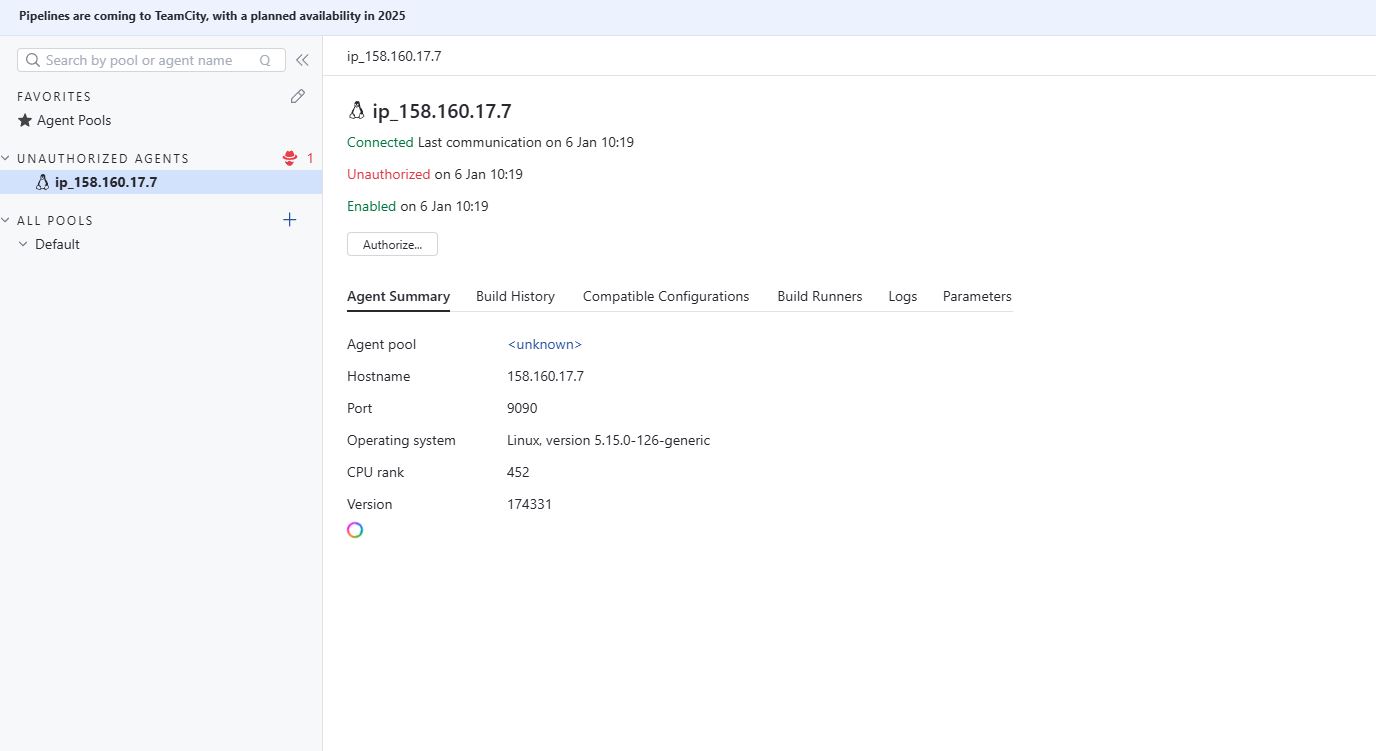 Pipelines are coming to TeamCity, with a planned availability in 2025
Search by pool or agent name Q
FAVORITES
Agent Pools
UNAUTHORIZED AGENTS 1
ip_158.160.17.7
ALL POOLS
Default
ip_158.160.17.7
ip_158.160.17.7
Connected Last communication on 6 Jan 10:19
Unauthorized on 6 Jan 10:19
Enabled on 6 Jan 10:19
Authorize...
Agent Summary Build History Compatible Configurations Build Runners Logs Parameters
Agent pool <unknown>
Hostname 158.160.17.7
Port 9090
Operating system Linux, version 5.15.0-126-generic
CPU rank 452
Version 174331